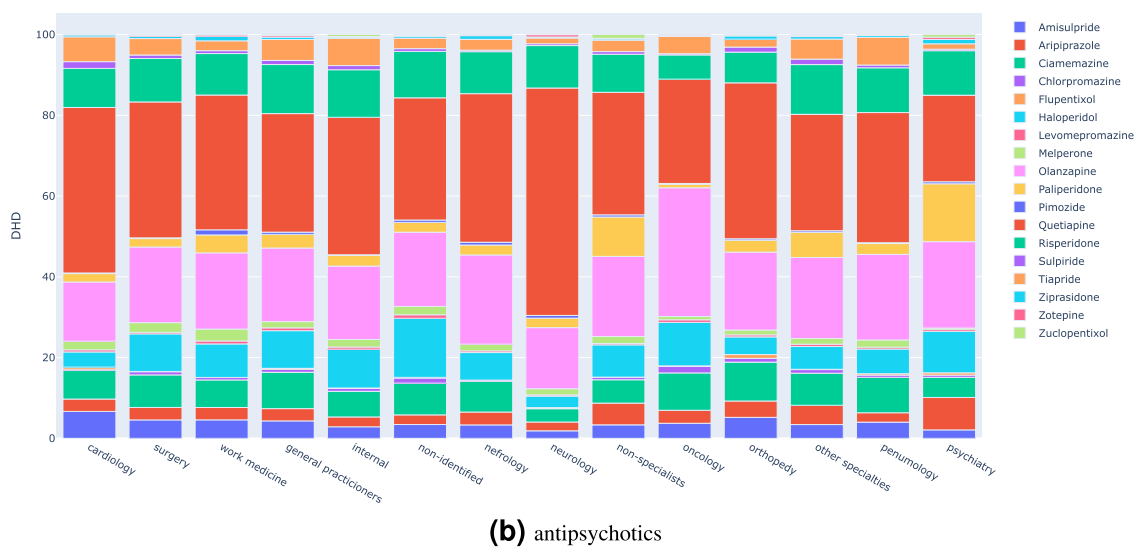 100
80
60
40
20
0
DHD
cardiology
surgery
work medicine
general practicioners
internal
non-identified
nefrology
neurology
non-specialists
oncology
orthopedy
other specialties
penumology
psychiatry
Amisulpride
Aripiprazole
Ciamemazine
Chlorpromazine
Flupentixol
Haloperidol
Levomepromazine
Melperone
Olanzapine
Paliperidone
Pimozide
Quetiapine
Risperidone
Sulpiride
Tiapride
Ziprasidone
Zotepine
Zuclopentixol
(b) antipsychotics